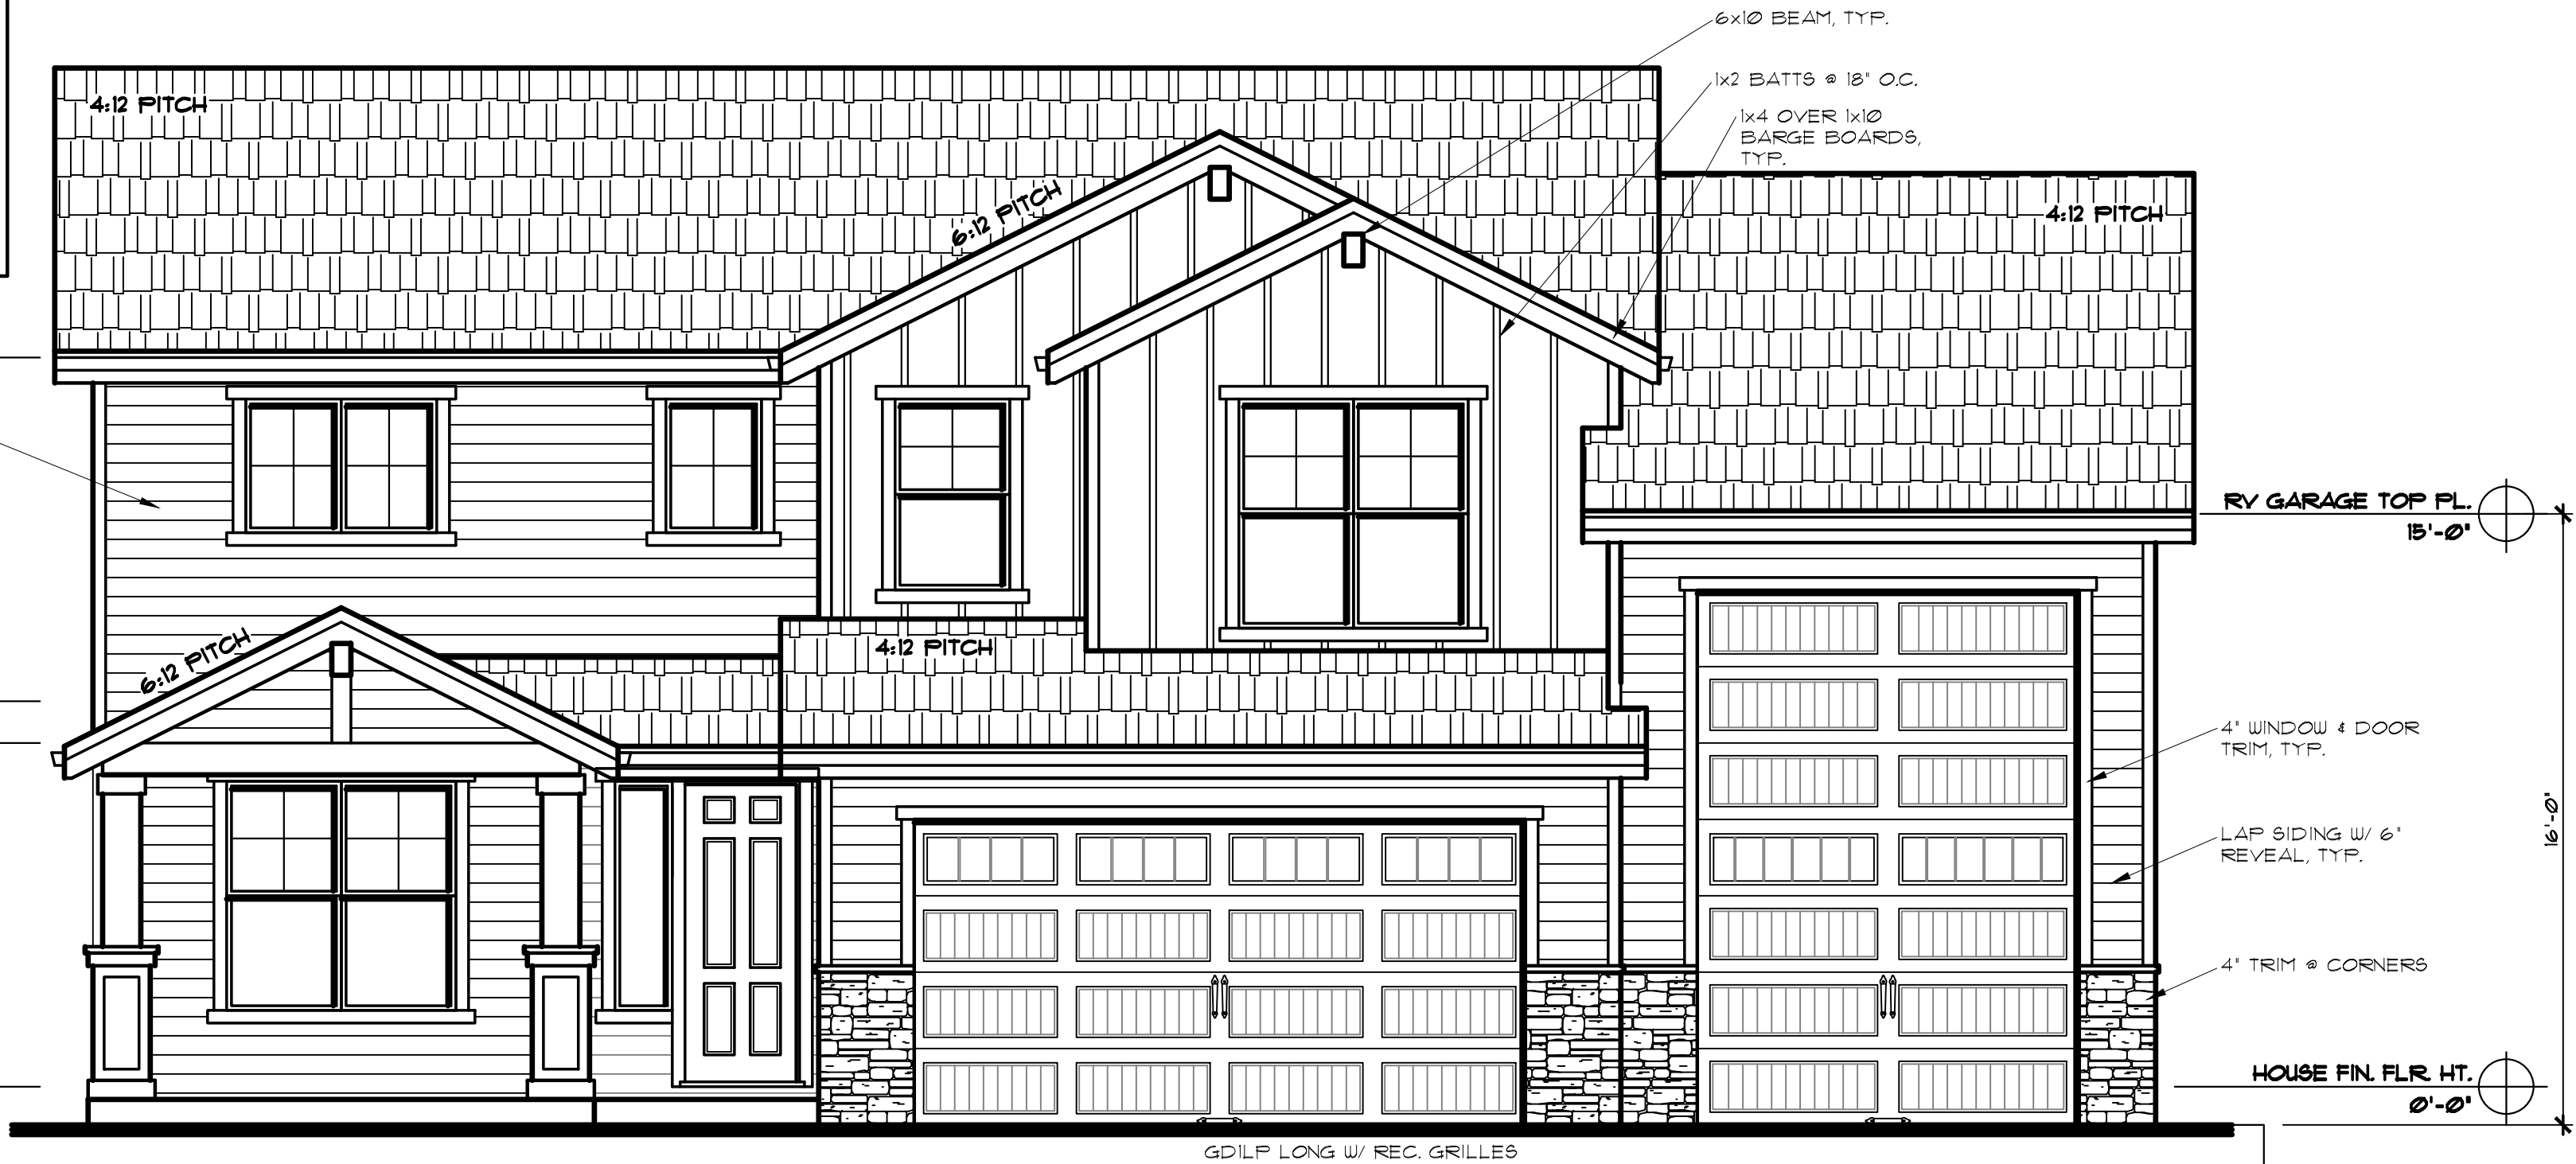 6x10 BEAM, TYP.
1x2 BATTS @ 18" O.C.
1x4 OVER 1x10
BARGE BOARDS,
TYP.
4:12 PITCH
6:12 PITCH
4:12 PITCH
RV GARAGE TOP PL.
15'-0"
6:12 PITCH
4:12 PITCH
4" WINDOW & DOOR
TRIM, TYP.
16'-0"
LAP SIDING W/ 6"
REVEAL, TYP.
4" TRIM @ CORNERS
HOUSE FIN. FLR. HT.
0'-0"
GDILP LONG W/ REC. GRILLES